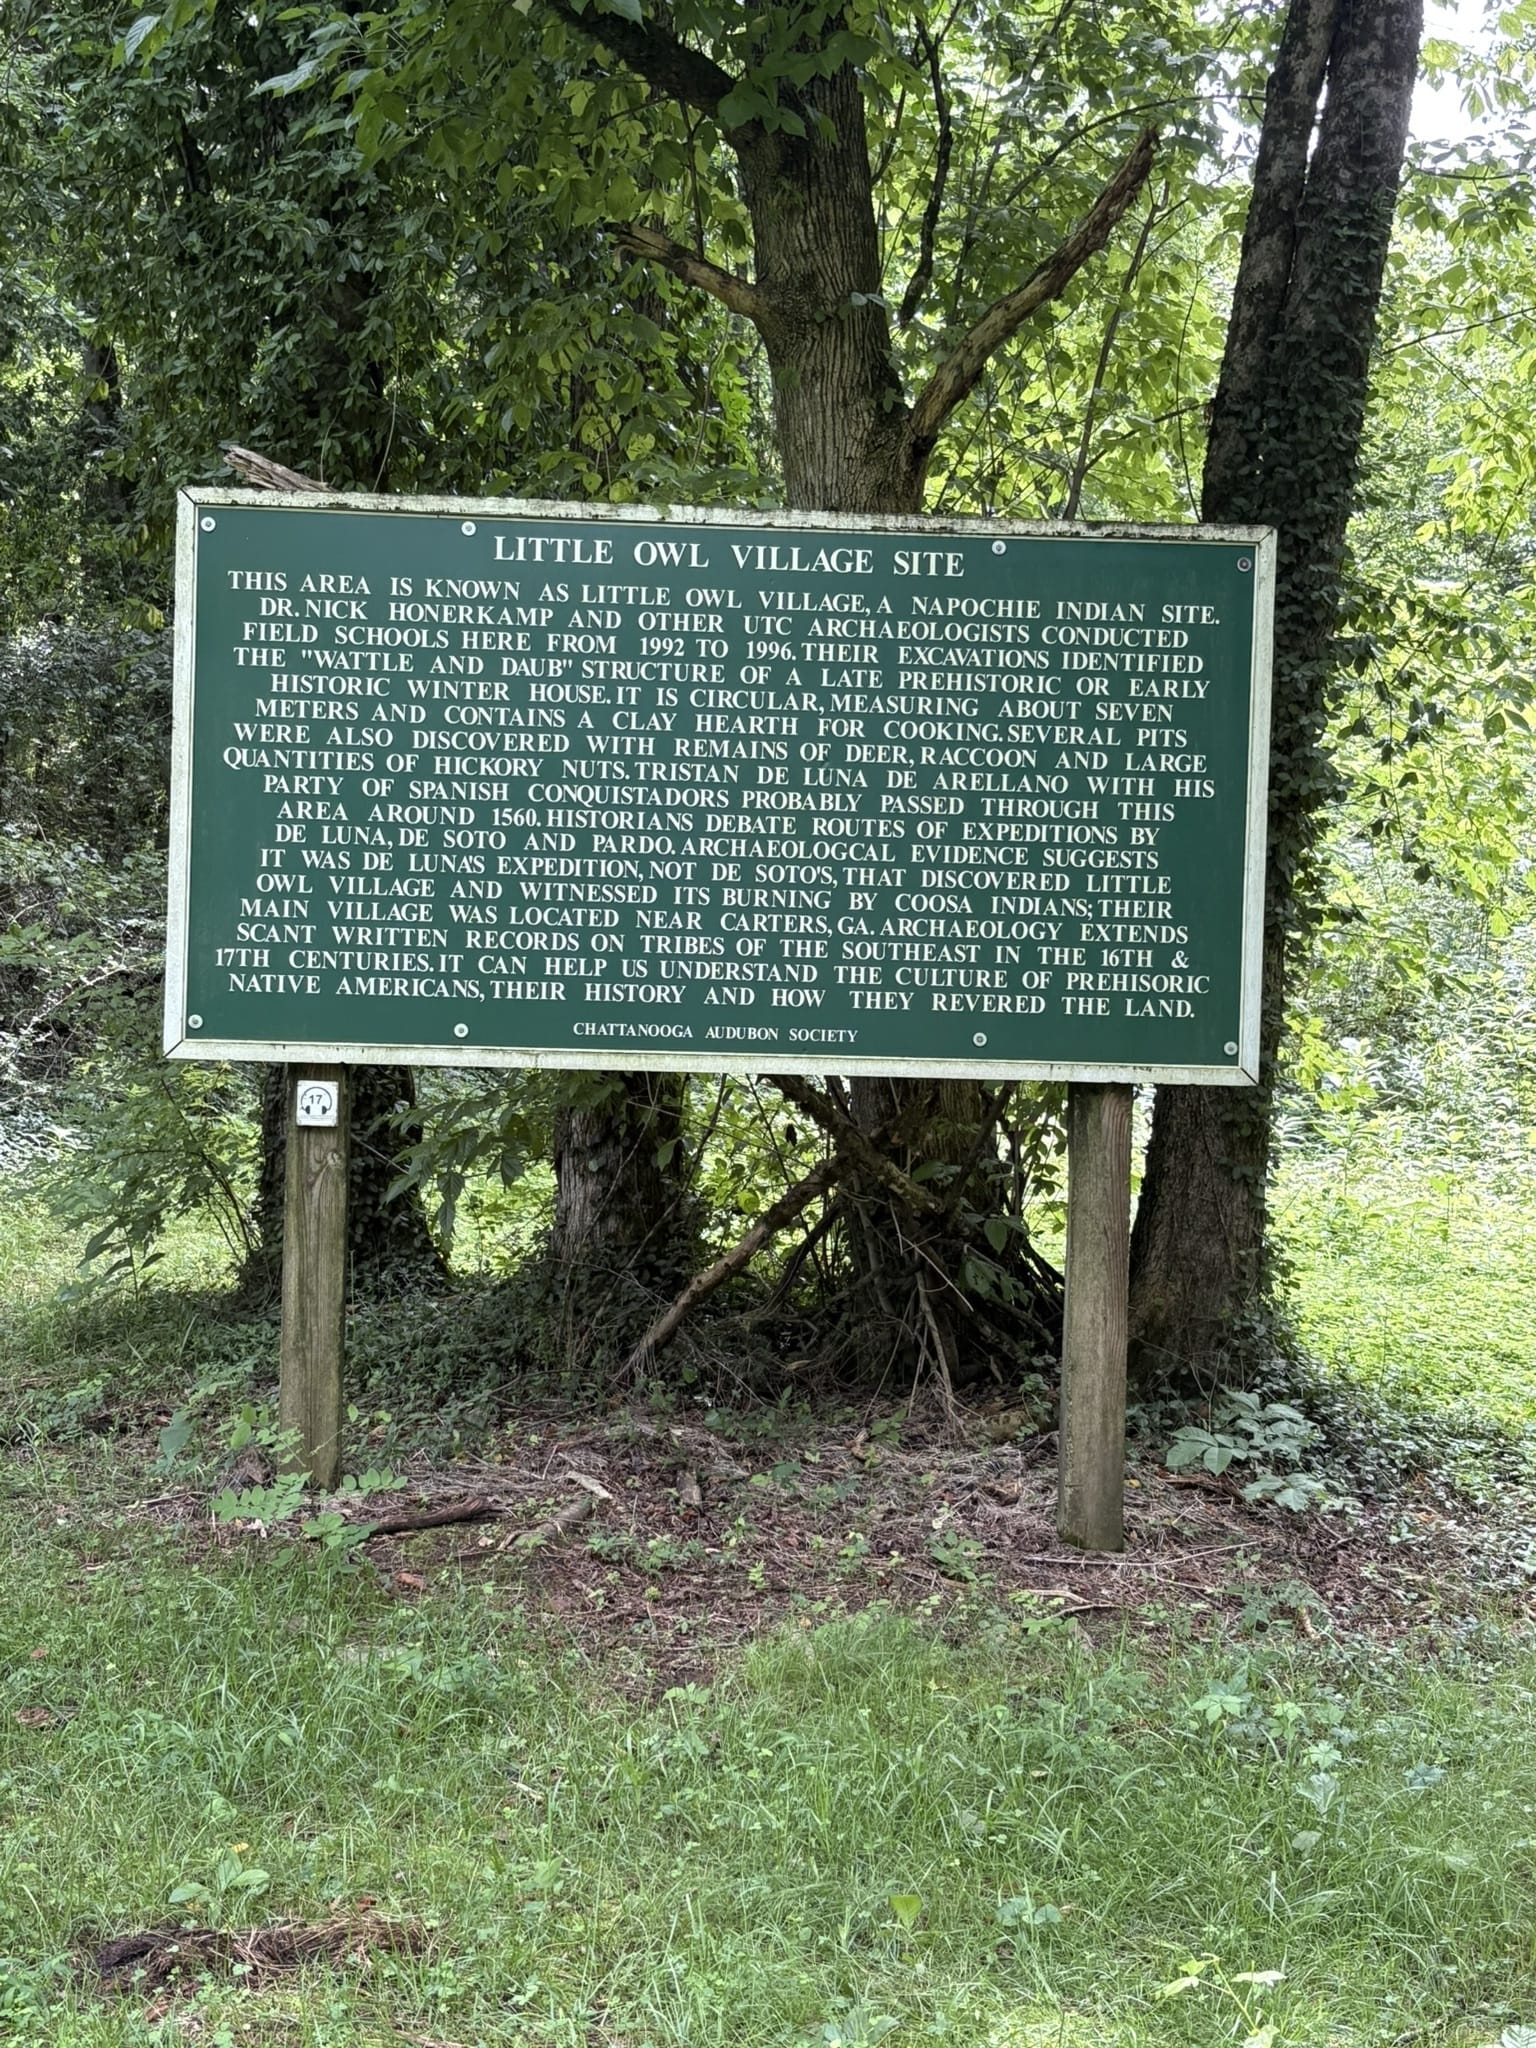 LITTLE OWL VILLAGE SITE
THIS AREA IS KNOWN AS LITTLE OWL VILLAGE, A NAPOCHIE INDIAN SITE.
DR. NICK HONERKAMP AND OTHER UTC ARCHAEOLOGISTS CONDUCTED
FIELD SCHOOLS HERE FROM 1992 TO 1996. THEIR EXCAVATIONS IDENTIFIED
THE "WATTLE AND DAUB" STRUCTURE OF A LATE PREHISTORIC OR EARLY
HISTORIC WINTER HOUSE. IT IS CIRCULAR, MEASURING ABOUT SEVEN
METERS AND CONTAINS A CLAY HEARTH FOR COOKING. SEVERAL PITS
WERE ALSO DISCOVERED WITH REMAINS OF DEER, RACCOON AND LARGE
QUANTITIES OF HICKORY NUTS. TRISTAN DE LUNA DE ARELLANO WITH HIS
PARTY OF SPANISH CONQUISTADORS PROBABLY PASSED THROUGH THIS
AREA AROUND 1560. HISTORIANS DEBATE ROUTES OF EXPEDITIONS BY
DE LUNA, DE SOTO AND PARDO. ARCHAEOLOGCAL EVIDENCE SUGGESTS
IT WAS DE LUNA'S EXPEDITION, NOT DE SOTO'S, THAT DISCOVERED LITTLE
OWL VILLAGE AND WITNESSED ITS BURNING BY COOSA INDIANS; THEIR
MAIN VILLAGE WAS LOCATED NEAR CARTERS, GA. ARCHAEOLOGY EXTENDS
SCANT WRITTEN RECORDS ON TRIBES OF THE SOUTHEAST IN THE 16TH &
17TH CENTURIES. IT CAN HELP US UNDERSTAND THE CULTURE OF PREHISORIC
NATIVE AMERICANS, THEIR HISTORY AND HOW THEY REVERED THE LAND.
CHATTANOOGA AUDUBON SOCIETY
17